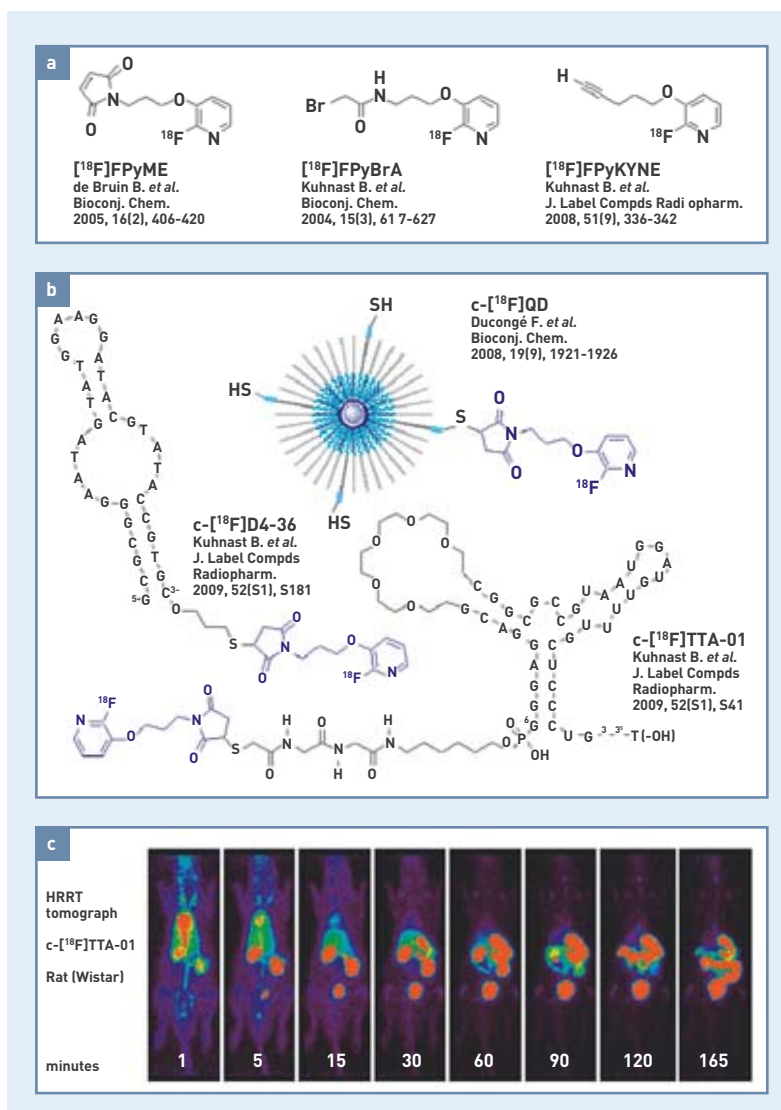 a
[18F]FPyME
de Bruin B. et al.
Bioconj. Chem.
2005, 16(2), 406-420
[18F]FPyBrA
Kuhnast B. et al.
Bioconj. Chem.
2004, 15(3), 61 7-627
[18F]FPyKYNE
Kuhnast B. et al.
J. Label Compds Radi opharm.
2008, 51(9), 336-342
b
SH
HS
HS
c-[18F]QD
Ducongé F. et al.
Bioconj. Chem.
2008, 19(9), 1921-1926
c-[18F]D4-36
Kuhnast B. et al.
J. Label Compds
Radiopharm.
2009, 52(S1), S181
c-[18F]TTA-01
Kuhnast B. et al.
J. Label Compds
Radiopharm.
2009, 52(S1), S41
T(-OH)
c
HRRT
tomograph
c-[18F]TTA-01
Rat (Wistar)
minutes
1 5 15 30 60 90 120 165